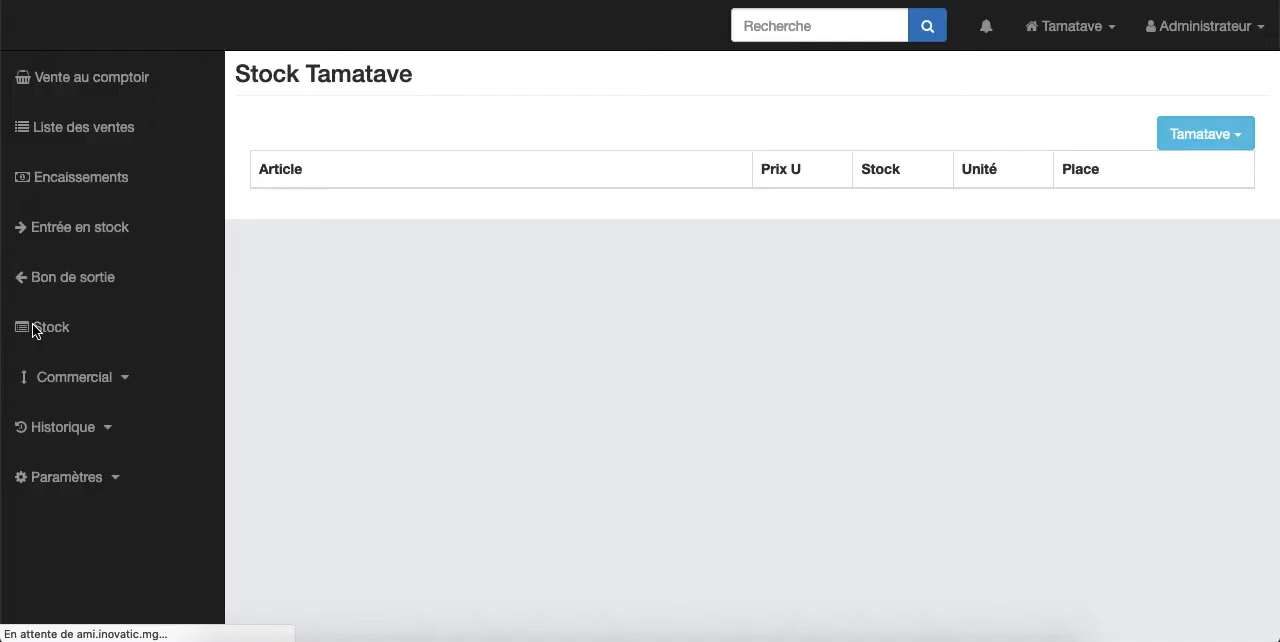 Recherche
Tamatave
Administrateur
Vente au comptoir
Liste des ventes
Encaissements
Entrée en stock
Bon de sortie
Stock
Commercial
Historique
Paramètres
Stock Tamatave
Tamatave
Article Prix U Stock Unité Place
En attente de ami.inovatic.mg...